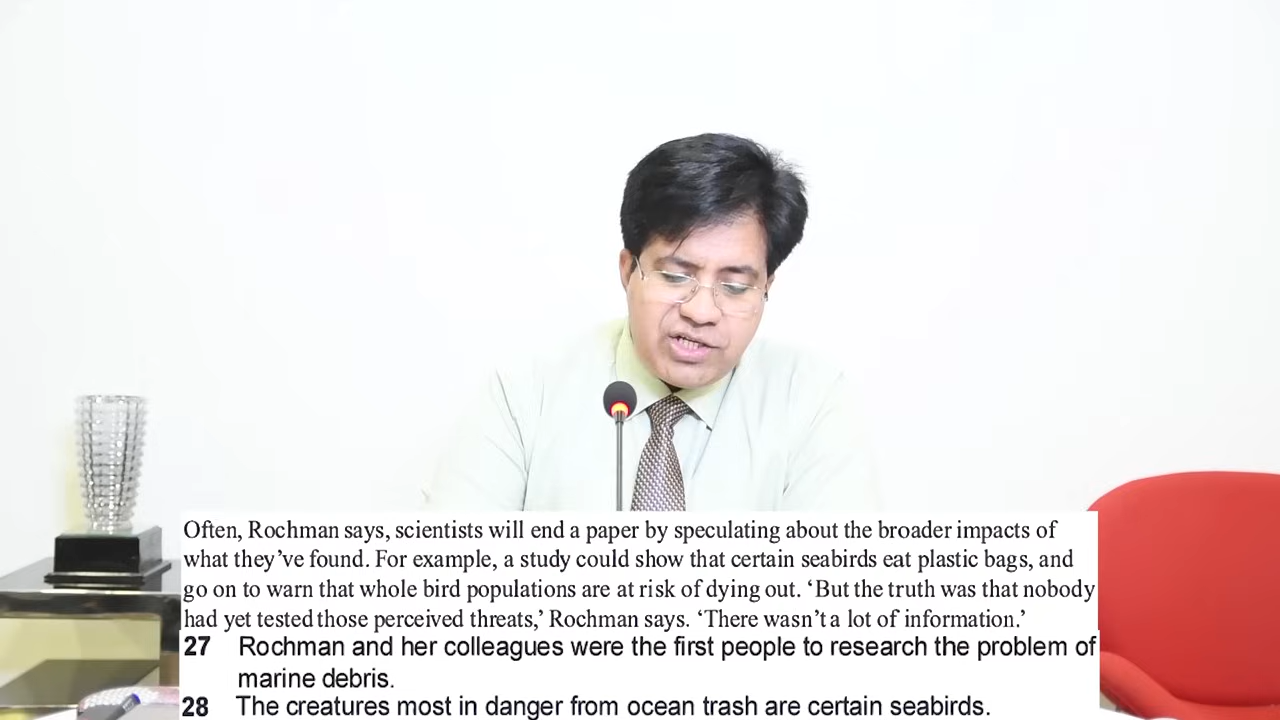 Often, Rochman says, scientists will end a paper by speculating about the broader impacts of
what they’ve found. For example, a study could show that certain seabirds eat plastic bags, and
go on to warn that whole bird populations are at risk of dying out. ‘But the truth was that nobody
had yet tested those perceived threats,’ Rochman says. ‘There wasn’t a lot of information.’
27 Rochman and her colleagues were the first people to research the problem of
marine debris.
28 The creatures most in danger from ocean trash are certain seabirds.